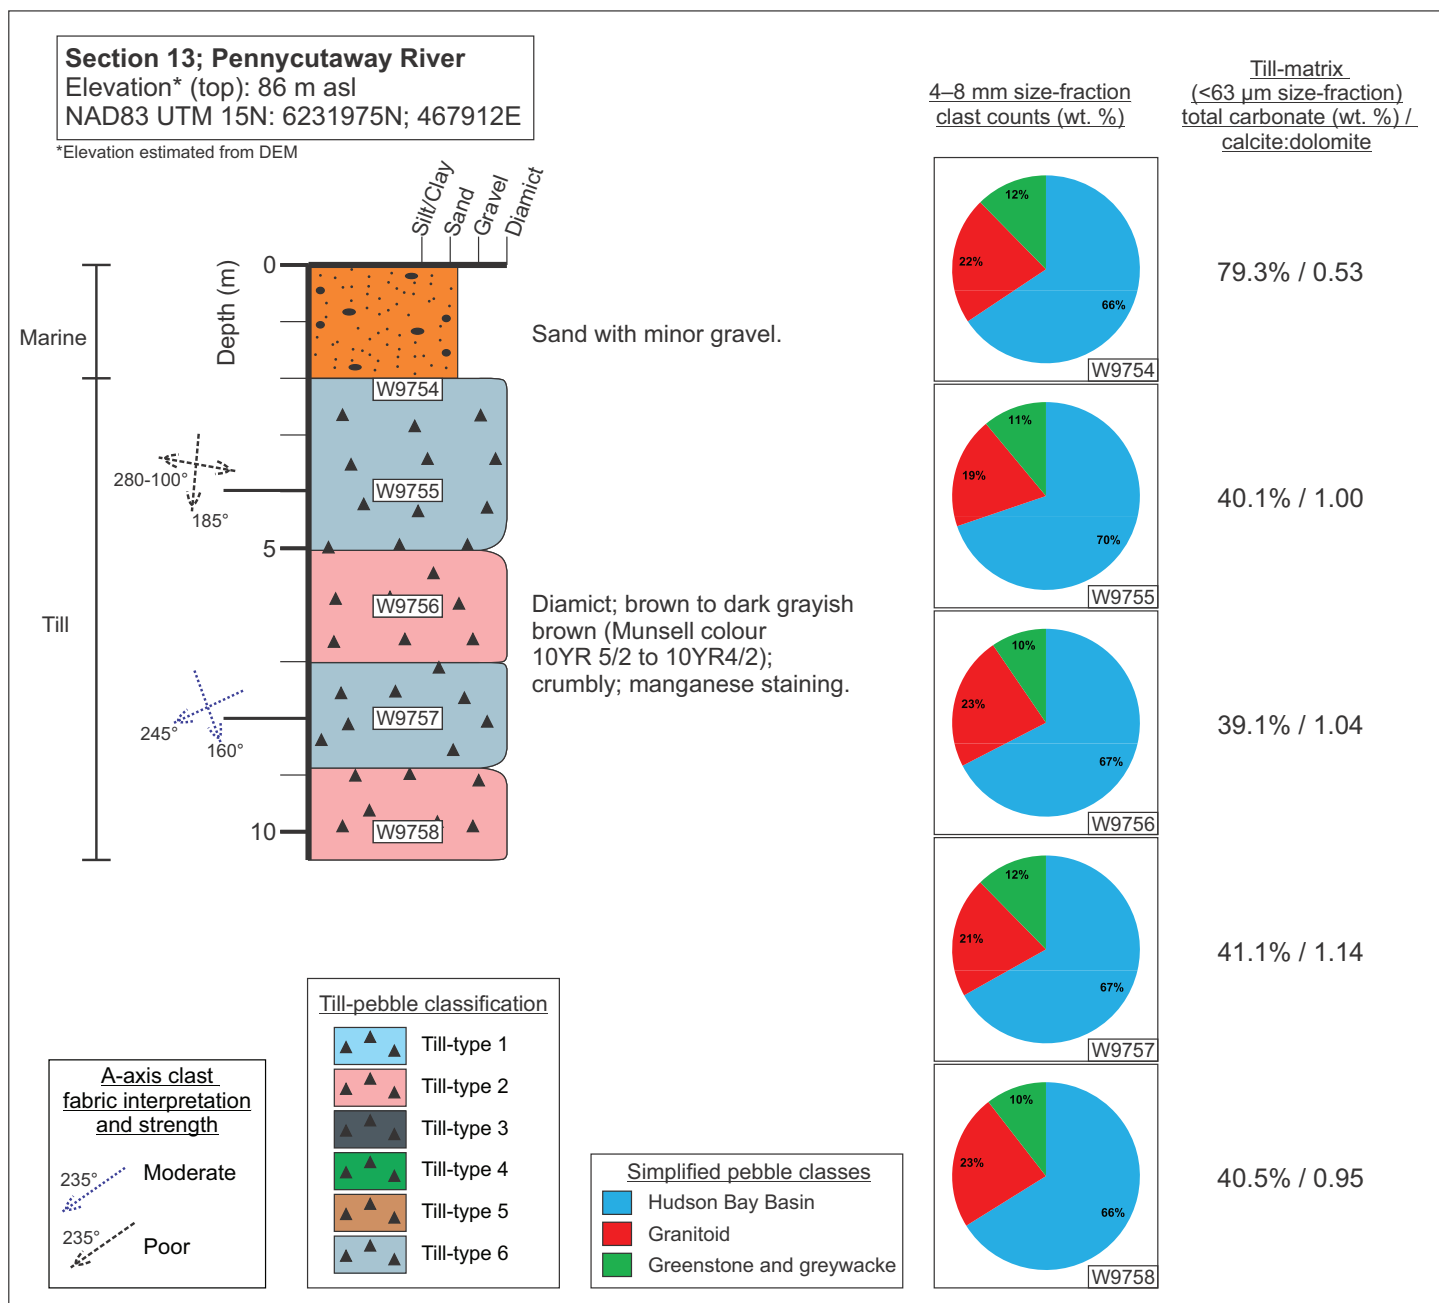 Section 13; Pennycutaway River
Elevation* (top): 86 m asl
NAD83 UTM 15N: 6231975N; 467912E
*Elevation estimated from DEM
4–8 mm size-fraction
clast counts (wt. %)
Till-matrix
(<63 µm size-fraction)
total carbonate (wt. %) /
calcite:dolomite
Silt/Clay
Sand
Gravel
Diamict
Depth (m)
0
5
10
Marine
Till
Sand with minor gravel.
W9754
W9755
W9756
W9757
W9758
280-100°
185°
245°
160°
Diamict; brown to dark grayish
brown (Munsell colour
10YR 5/2 to 10YR4/2);
crumbly; manganese staining.
12%
22%
66%
W9754
79.3% / 0.53
11%
19%
70%
W9755
40.1% / 1.00
10%
23%
67%
W9756
39.1% / 1.04
12%
21%
67%
W9757
41.1% / 1.14
10%
23%
66%
W9758
40.5% / 0.95
A-axis clast
fabric interpretation
and strength
235°
Moderate
235°
Poor
Till-pebble classification
Till-type 1
Till-type 2
Till-type 3
Till-type 4
Till-type 5
Till-type 6
Simplified pebble classes
Hudson Bay Basin
Granitoid
Greenstone and greywacke